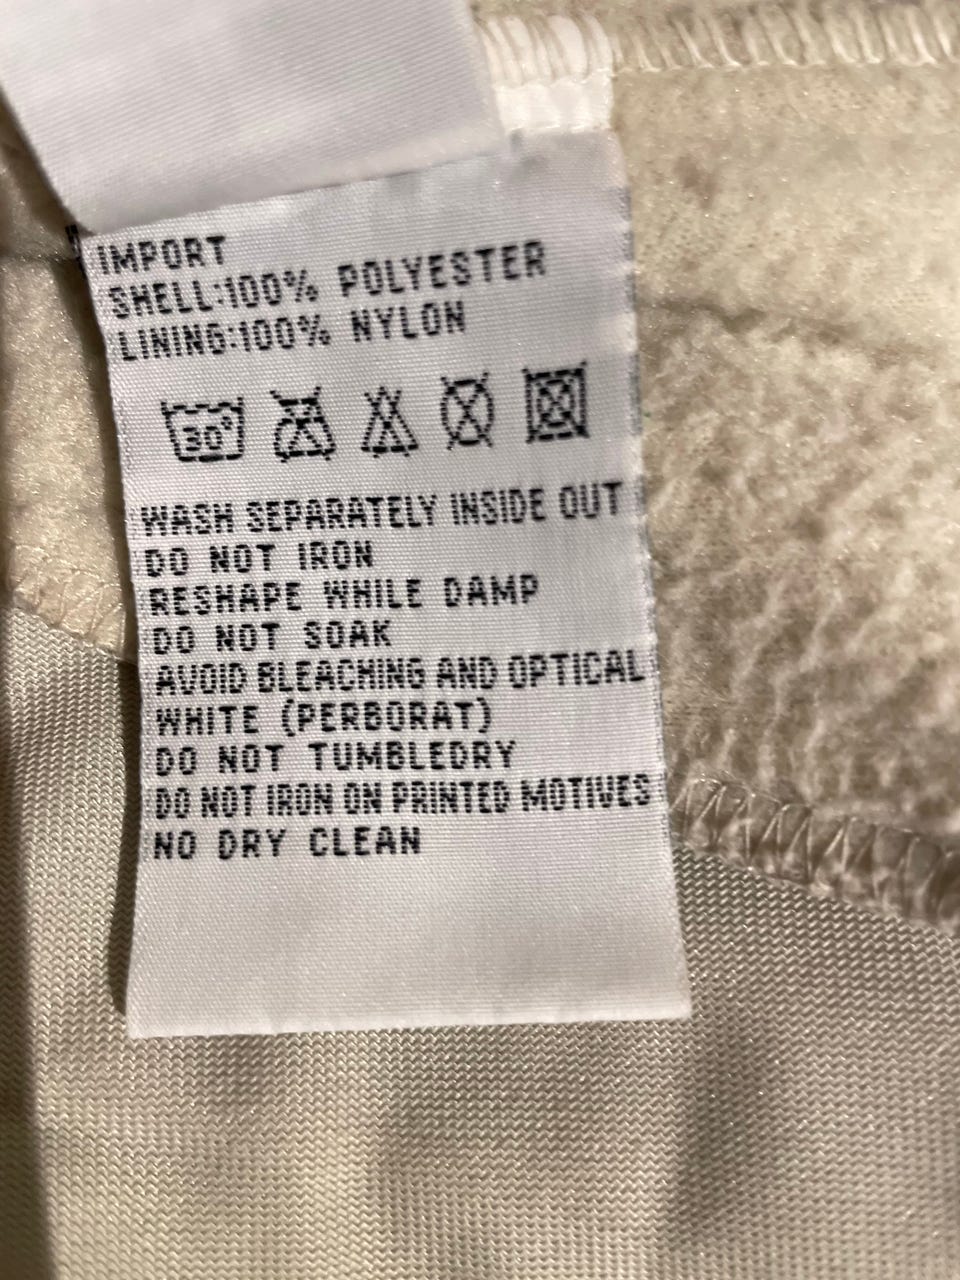 IMPORT
SHELL:100% POLYESTER
LINING:100% NYLON
30°
WASH SEPARATELY INSIDE OUT
DO NOT IRON
RESHAPE WHILE DAMP
DO NOT SOAK
AVOID BLEACHING AND OPTICAL
WHITE (PERBORAT)
DO NOT TUMBLEDRY
DO NOT IRON ON PRINTED MOTIVES
NO DRY CLEAN